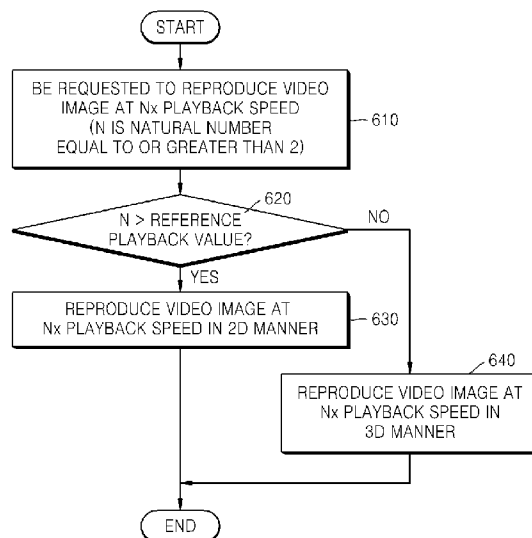 START
BE REQUESTED TO REPRODUCE VIDEO
IMAGE AT Nx PLAYBACK SPEED
(N IS NATURAL NUMBER
EQUAL TO OR GREATER THAN 2)
610
620
N > REFERENCE
PLAYBACK VALUE?
NO
YES
REPRODUCE VIDEO IMAGE AT
Nx PLAYBACK SPEED IN 2D MANNER
630
640
REPRODUCE VIDEO IMAGE AT
Nx PLAYBACK SPEED IN
3D MANNER
END